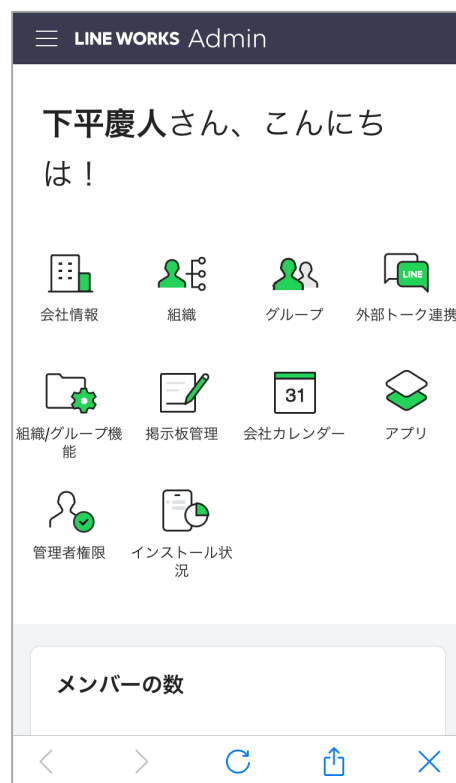 LINE WORKS Admin
下平慶人さん、こんにち
は！
会社情報
組織
グループ
LINE
外部トーク連携
組織/グループ機
能
掲示板管理
31
会社カレンダー
アプリ
管理者権限
インストール状
況
メンバーの数